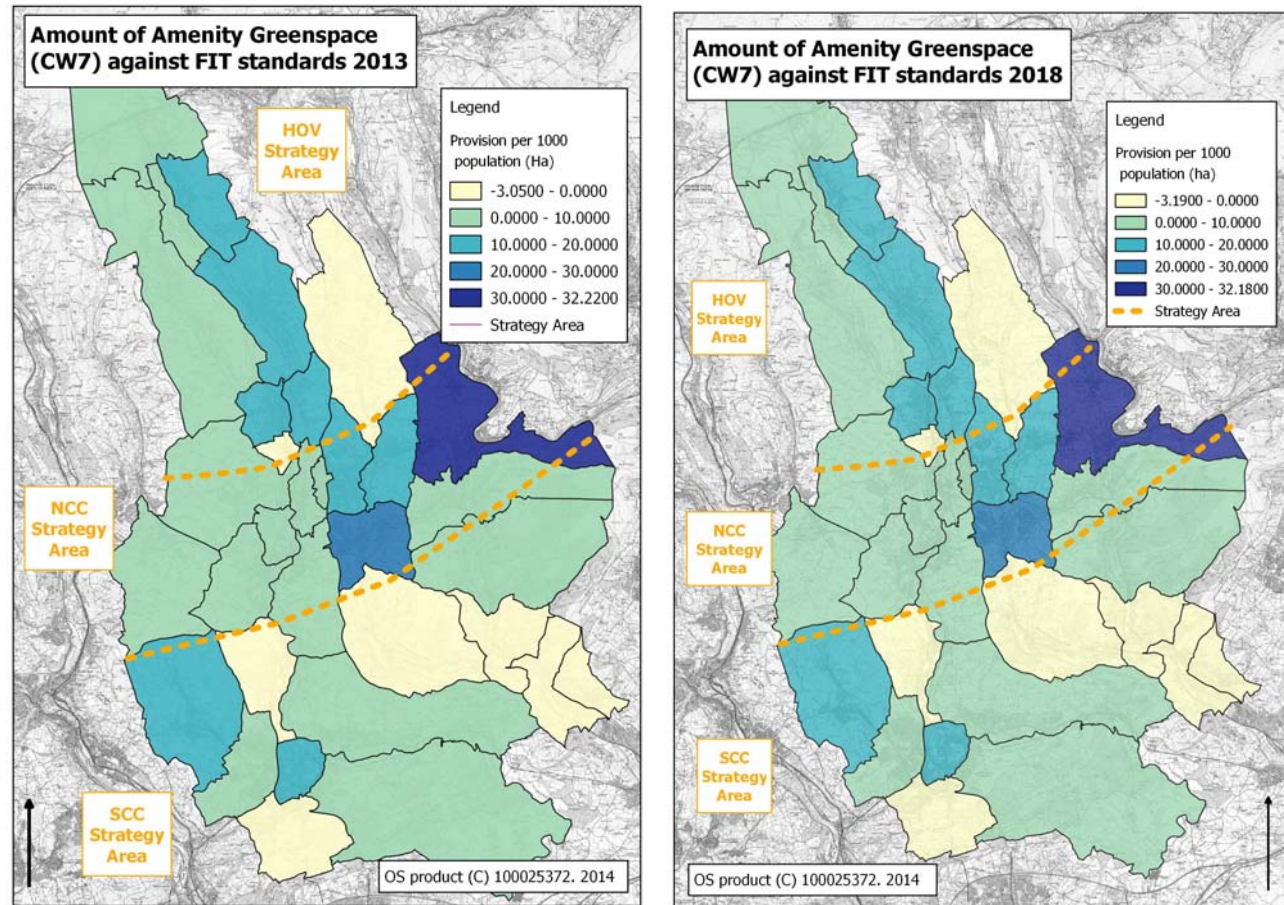 Amount of Amenity Greenspace
(CW7) against FIT standards 2013
HOV
Strategy
Area
Legend
Provision per 1000
population (Ha)
-3.0500 - 0.0000
0.0000 - 10.0000
10.0000 - 20.0000
20.0000 - 30.0000
30.0000 - 32.2200
Strategy Area
NCC
Strategy
Area
SCC
Strategy
Area
OS product (C) 100025372. 2014
Amount of Amenity Greenspace
(CW7) against FIT standards 2018
Legend
Provision per 1000
population (ha)
-3.1900 - 0.0000
0.0000 - 10.0000
10.0000 - 20.0000
20.0000 - 30.0000
30.0000 - 32.1800
Strategy Area
HOV
Strategy
Area
NCC
Strategy
Area
SCC
Strategy
Area
OS product (C) 100025372. 2014